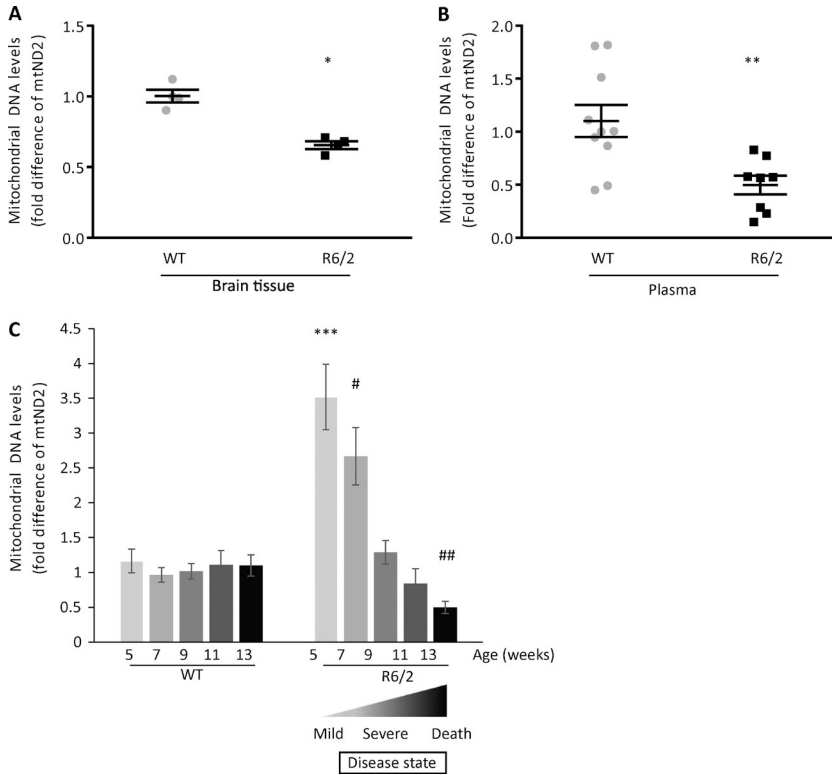 A
Mitochondrial DNA levels
(fold difference of mtND2)
1.5
1.0
0.5
0.0
*
WT
R6/2
Brain tissue
B
Mitochondrial DNA levels
(Fold difference of mtND2)
2.0
1.5
1.0
0.5
0.0
**
WT
R6/2
Plasma
C
Mitochondrial DNA levels
(fold difference of mtND2)
4.5
4
3.5
3
2.5
2
1.5
1
0.5
0
***
#
##
5 7 9 11 13
WT
5 7 9 11 13
R6/2
Age (weeks)
Mild Severe Death
Disease state